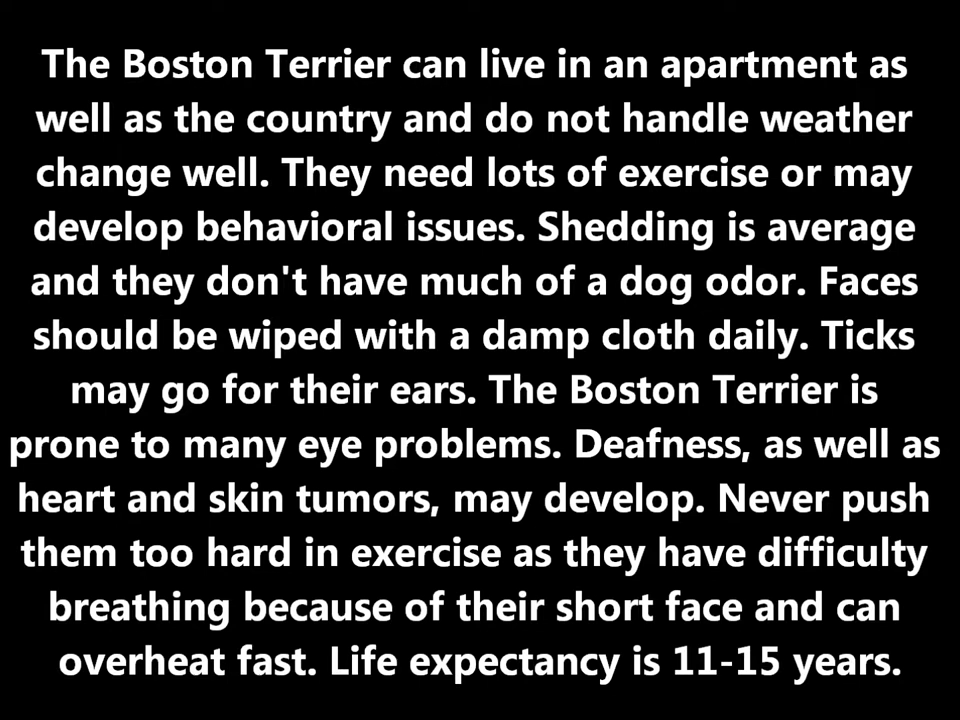 The Boston Terrier can live in an apartment as
well as the country and do not handle weather
change well. They need lots of exercise or may
develop behavioral issues. Shedding is average
and they don't have much of a dog odor. Faces
should be wiped with a damp cloth daily. Ticks
may go for their ears. The Boston Terrier is
prone to many eye problems. Deafness, as well as
heart and skin tumors, may develop. Never push
them too hard in exercise as they have difficulty
breathing because of their short face and can
overheat fast. Life expectancy is 11-15 years.